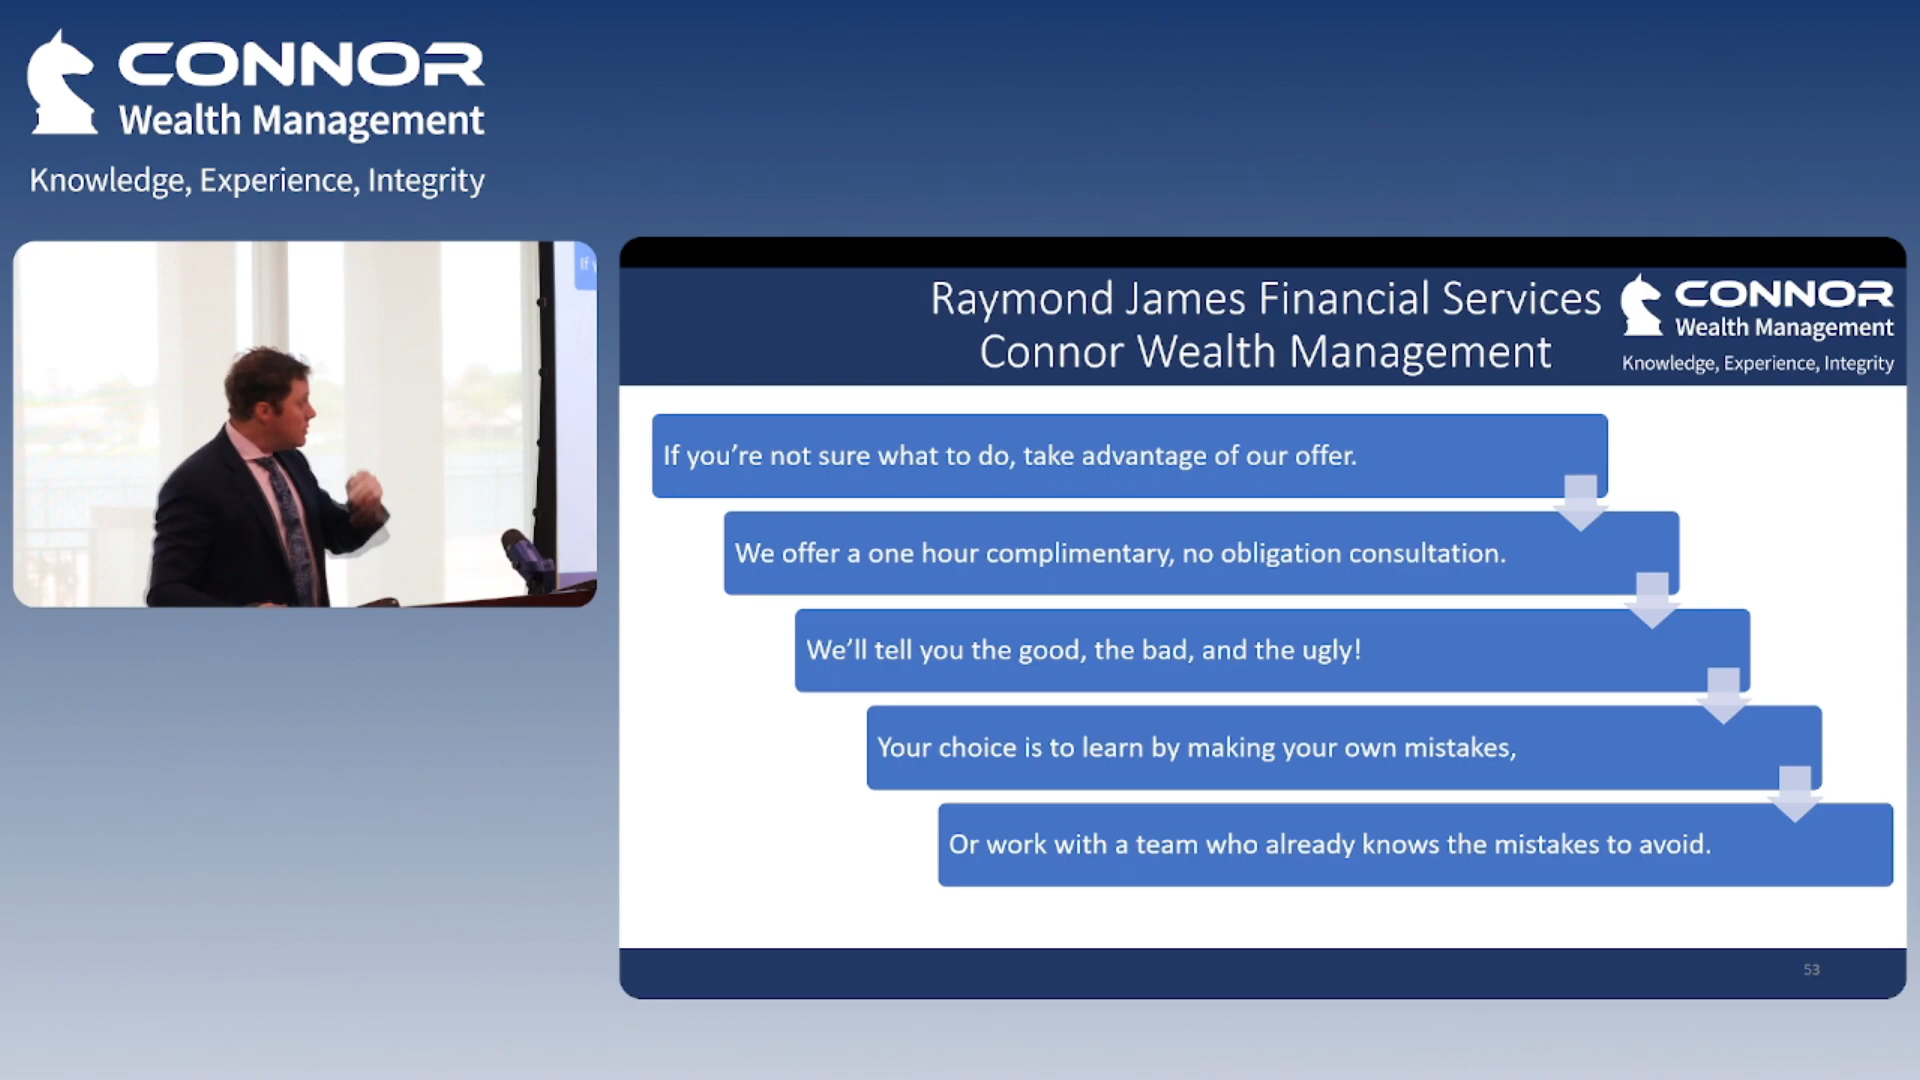 CONNOR
Wealth Management
Knowledge, Experience, Integrity
If
Raymond James Financial Services
Connor Wealth Management
CONNOR
Wealth Management
Knowledge, Experience, Integrity
If you’re not sure what to do, take advantage of our offer.
We offer a one hour complimentary, no obligation consultation.
We’ll tell you the good, the bad, and the ugly!
Your choice is to learn by making your own mistakes,
Or work with a team who already knows the mistakes to avoid.
53